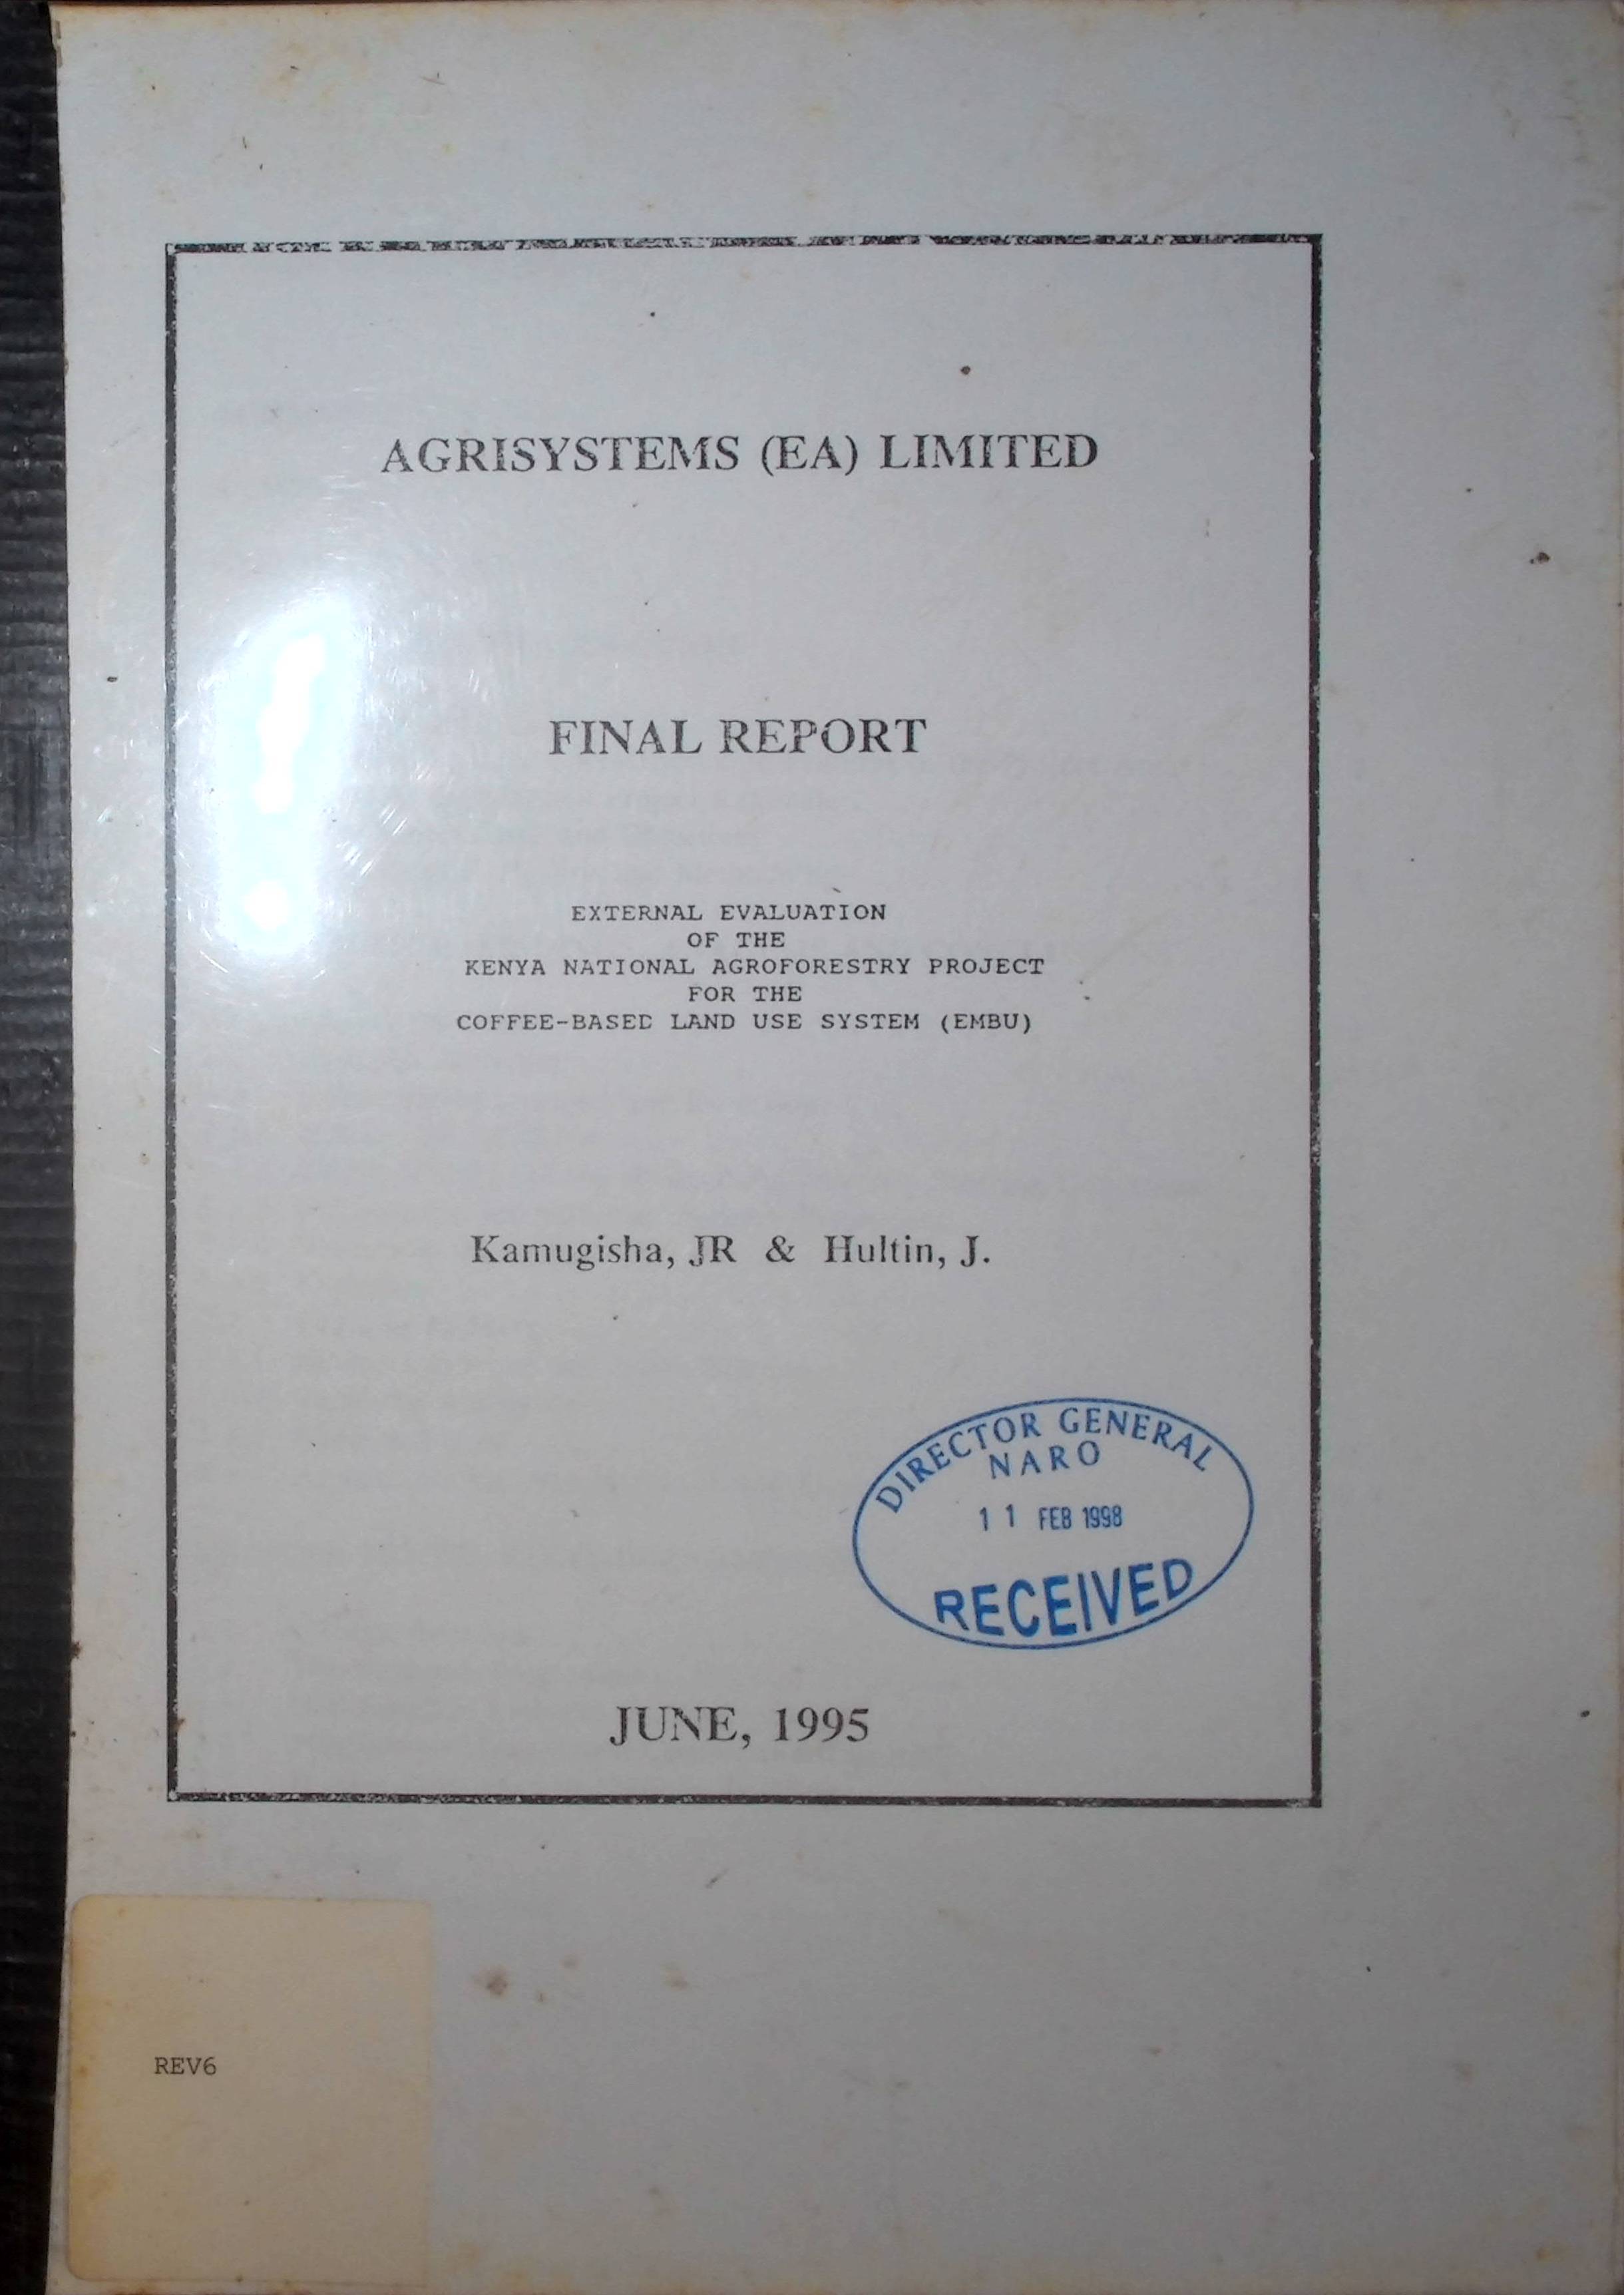 AGRISYSTEMS (EA) LIMITED
FINAL REPORT
EXTERNAL EVALUATION
OF THE
KENYA NATIONAL AGROFORESTRY PROJECT
FOR THE
COFFEE-BASED LAND USE SYSTEM (EMBU)
Kamugisha, JR & Hultin, J.
DIRECTOR GENERAL
NARO
11 FEB 1998
RECEIVED
JUNE, 1995
REV6